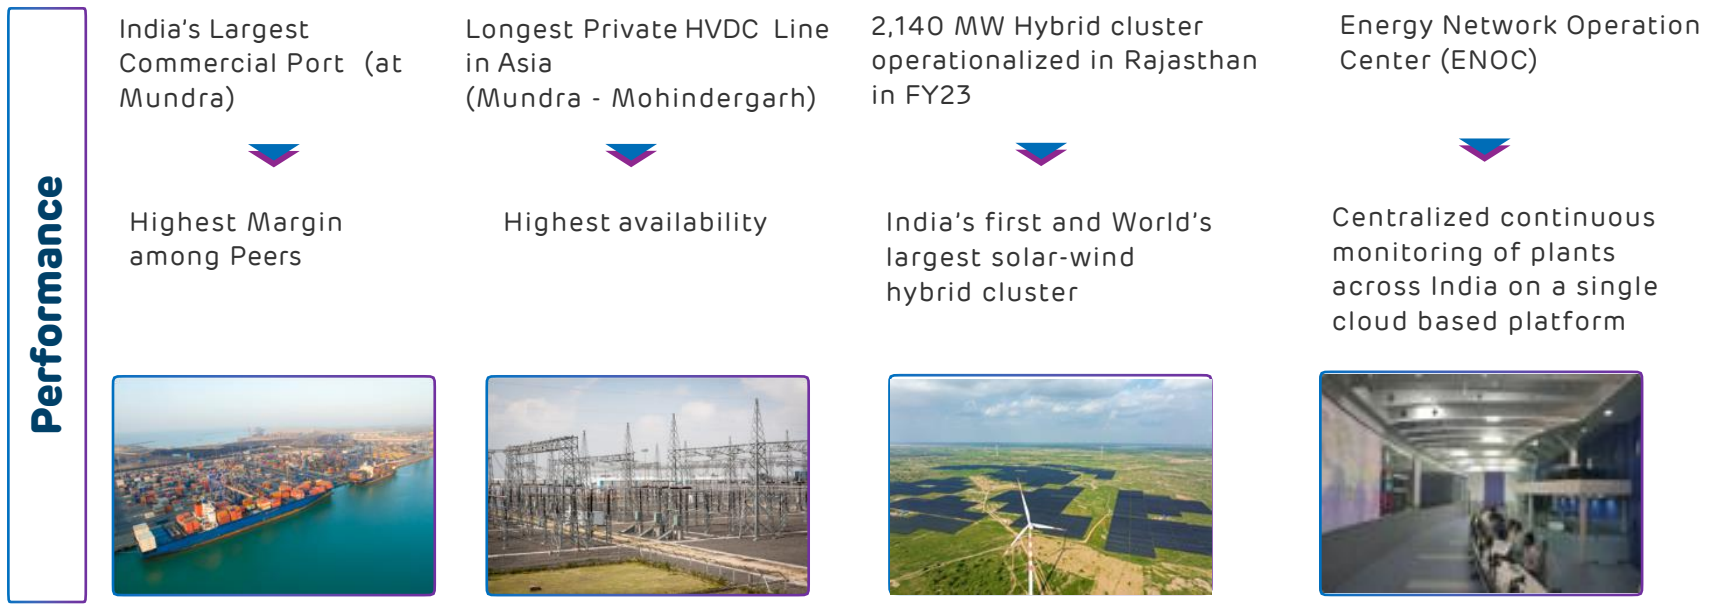 Performance
India's Largest
Commercial Port (at
Mundra)
Highest Margin
among Peers
Longest Private HVDC Line
in Asia
(Mundra - Mohindergarh)
Highest availability
2,140 MW Hybrid cluster
operationalized in Rajasthan
in FY23
India's first and World's
largest solar-wind
hybrid cluster
Energy Network Operation
Center (ENOC)
Centralized continuous
monitoring of plants
across India on a single
cloud based platform